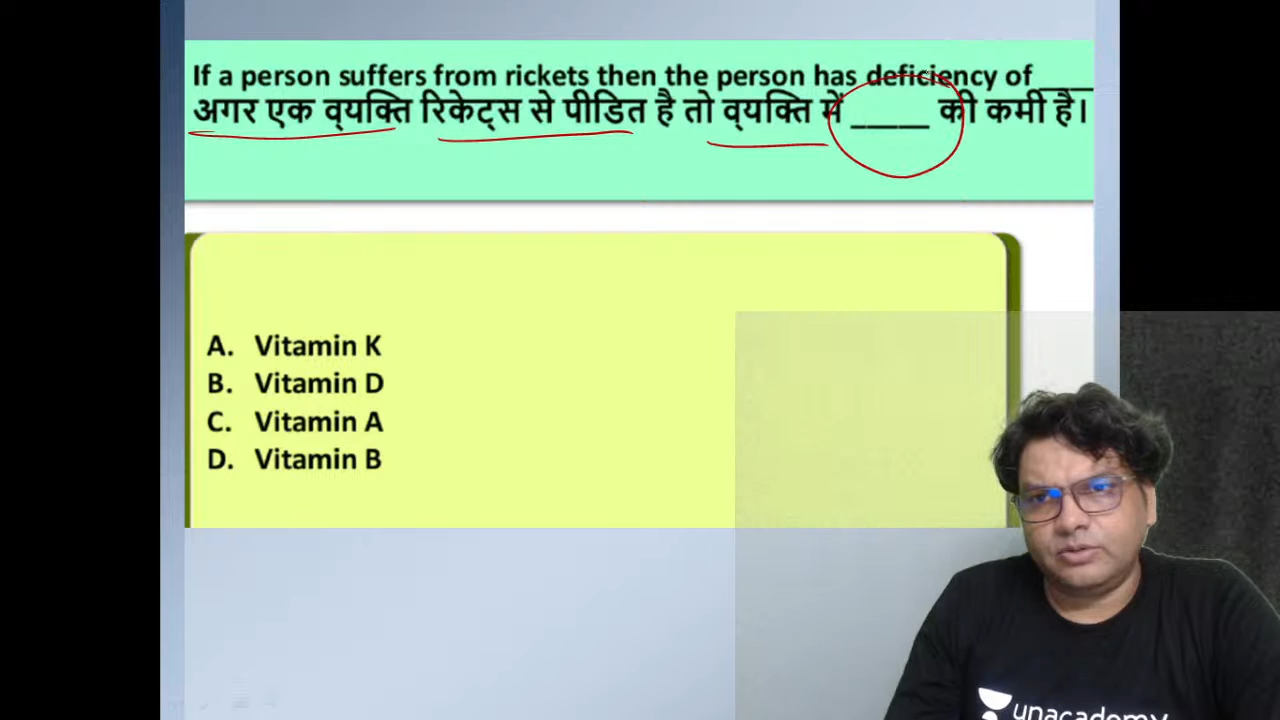 If a person suffers from rickets then the person has deficiency of ____
अगर एक व्यक्ति रिकेट्स से पीडित है तो व्यक्ति में ____ की कमी है।
A. Vitamin K
B. Vitamin D
C. Vitamin A
D. Vitamin B
unacademy